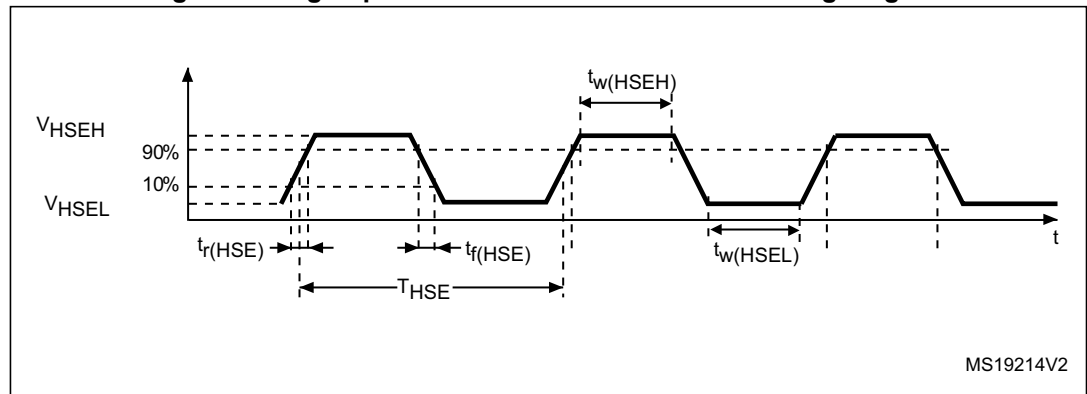 tw(HSEH)
VHSEH
90%
10%
VHSEL
tr(HSE)
tf(HSE)
tw(HSEL)
t
THSE
MS19214V2